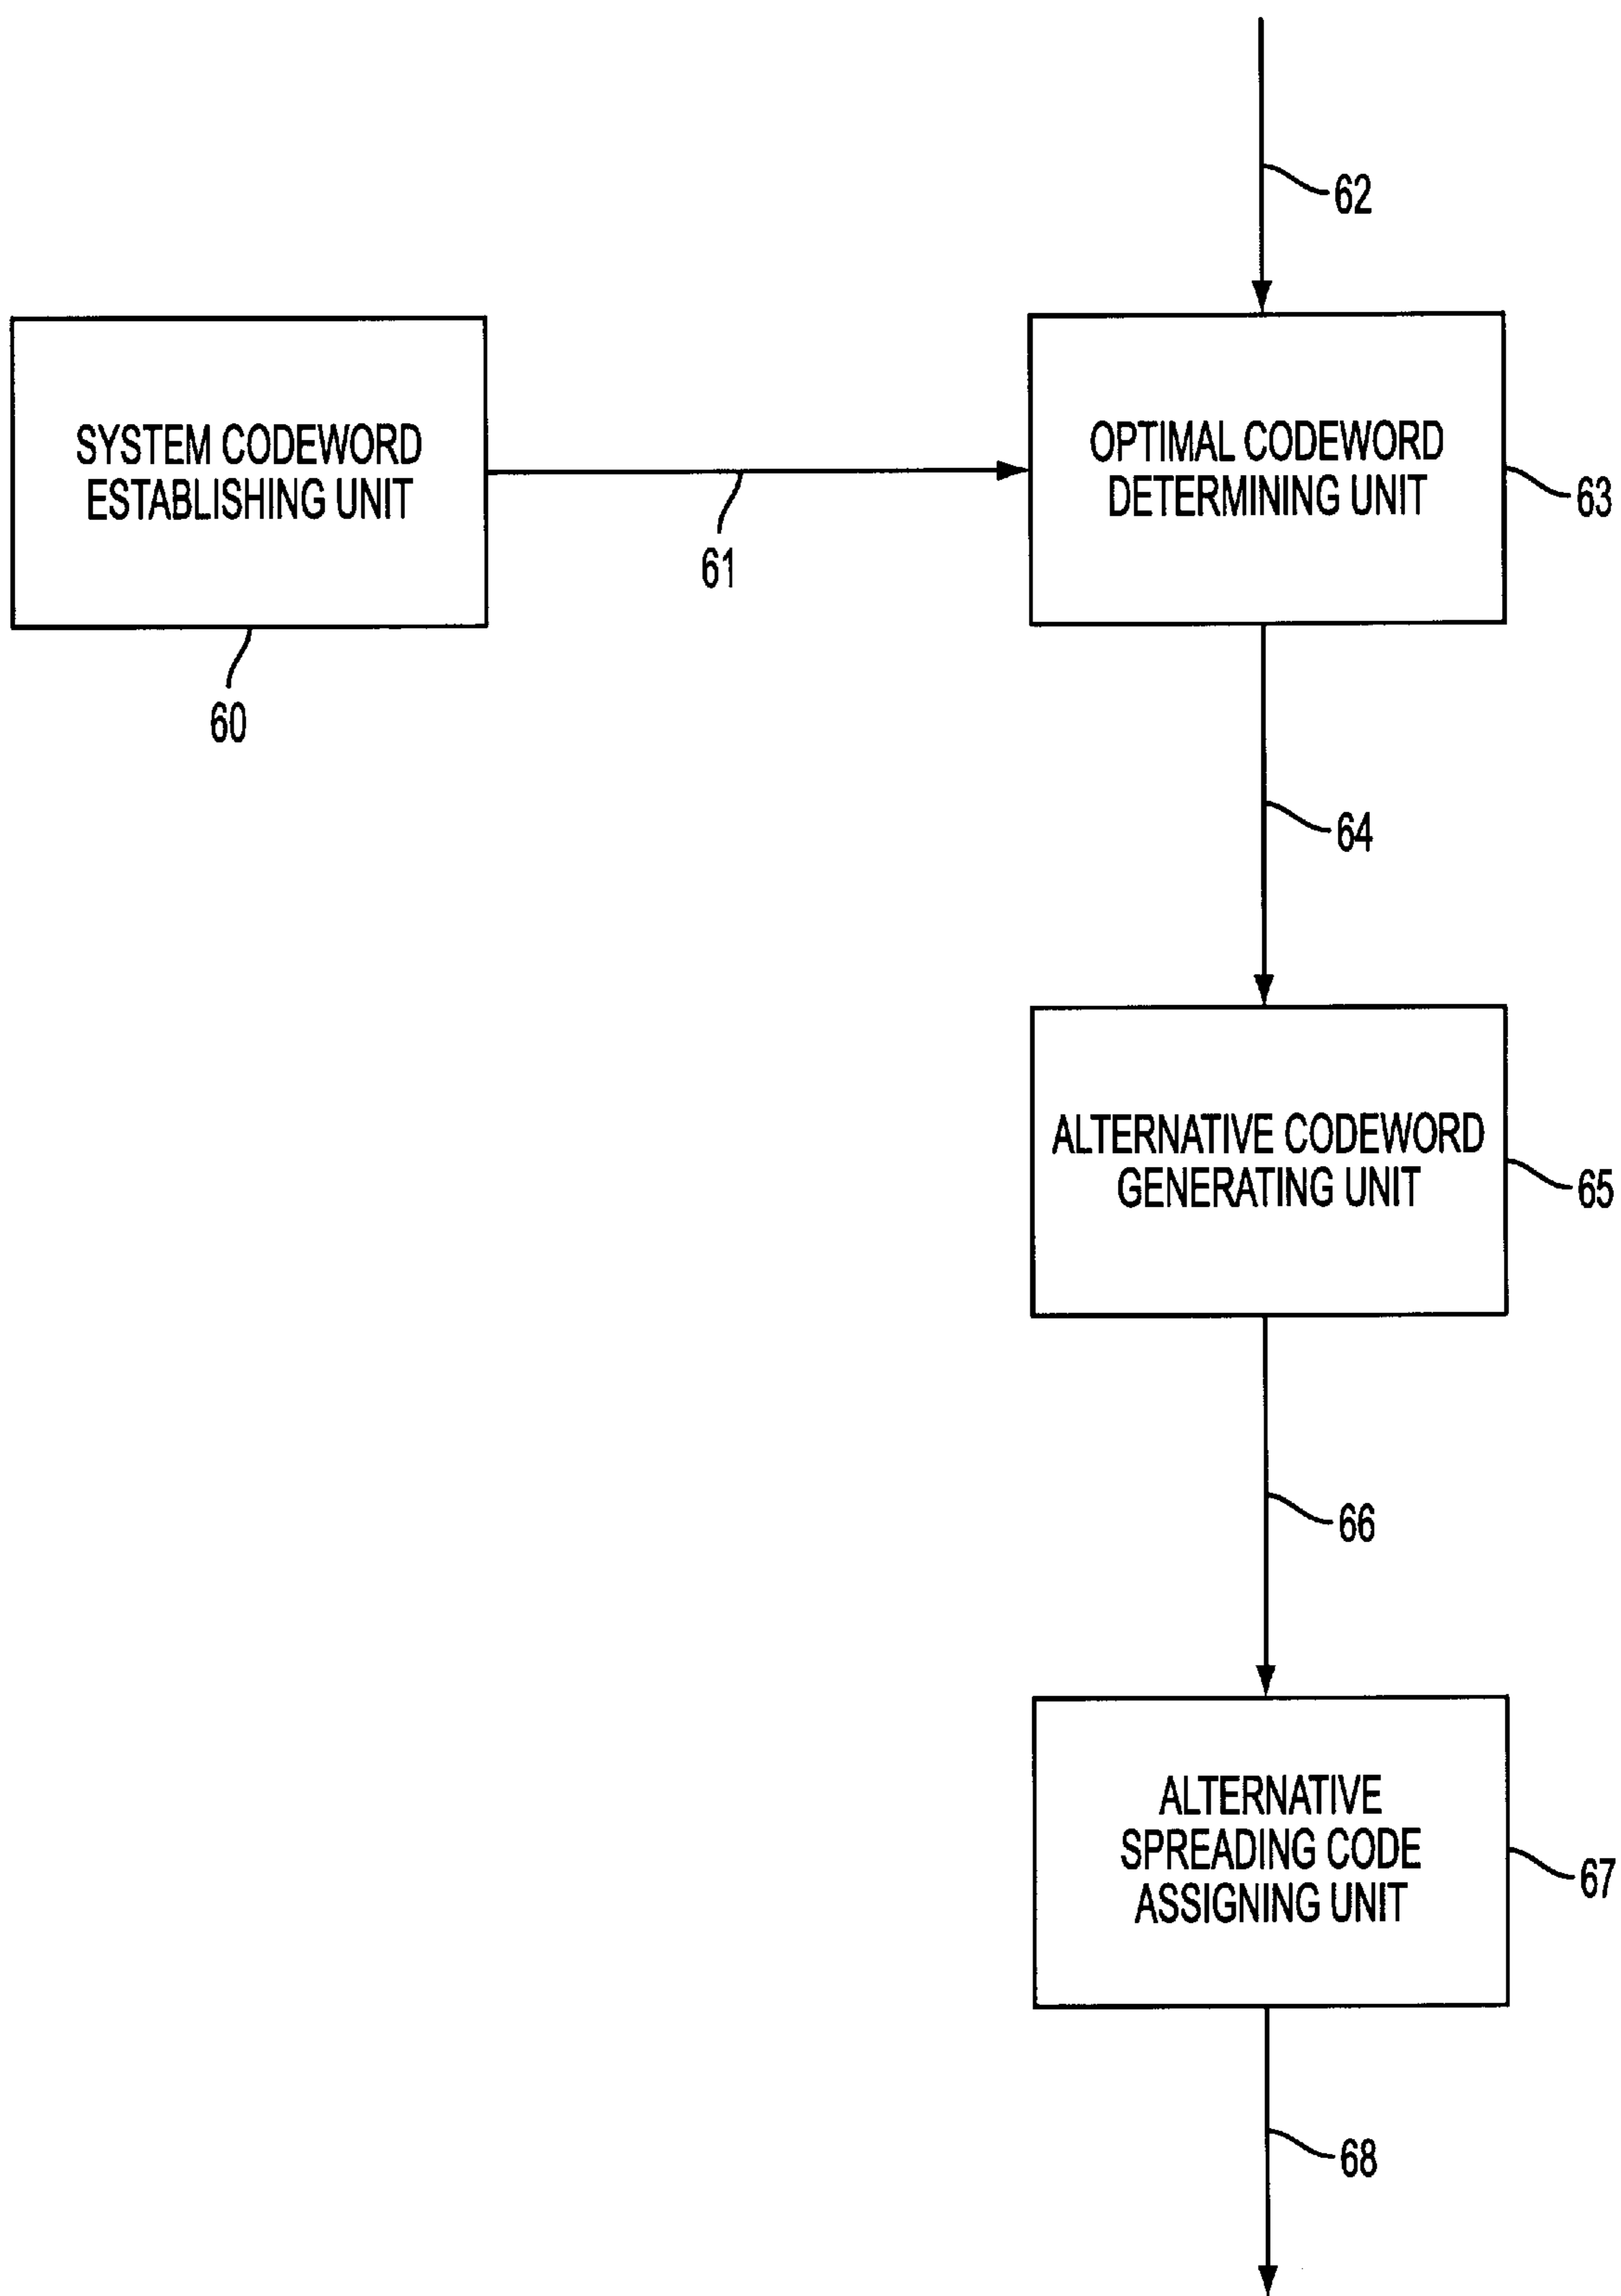 62
SYSTEM CODEWORD
ESTABLISHING UNIT
60
61
OPTIMAL CODEWORD
DETERMINING UNIT
63
64
ALTERNATIVE CODEWORD
GENERATING UNIT
65
66
ALTERNATIVE
SPREADING CODE
ASSIGNING UNIT
67
68